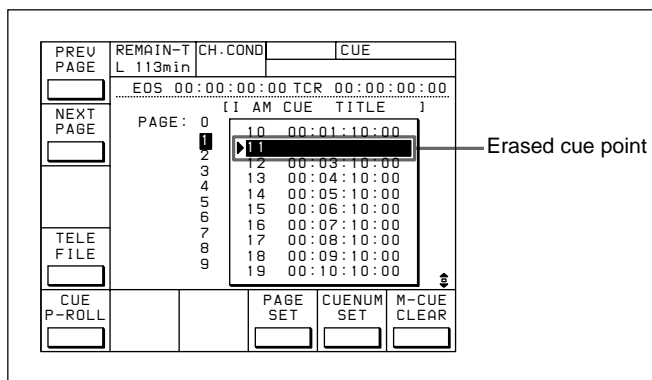 PREV PAGE
REMAIN-T CH.COND CUE
L 113min
EOS 00:00:00:00 TCR 00:00:00:00
[I AM CUE TITLE ]
NEXT PAGE
PAGE: 0
1
2
3
4
5
6
7
8
9
10 00:01:10:00
11
12 00:03:10:00
13 00:04:10:00
14 00:05:10:00
15 00:06:10:00
16 00:07:10:00
17 00:08:10:00
18 00:09:10:00
19 00:10:10:00
Erased cue point
TELE FILE
CUE P-ROLL
PAGE SET
CUENUM SET
M-CUE CLEAR